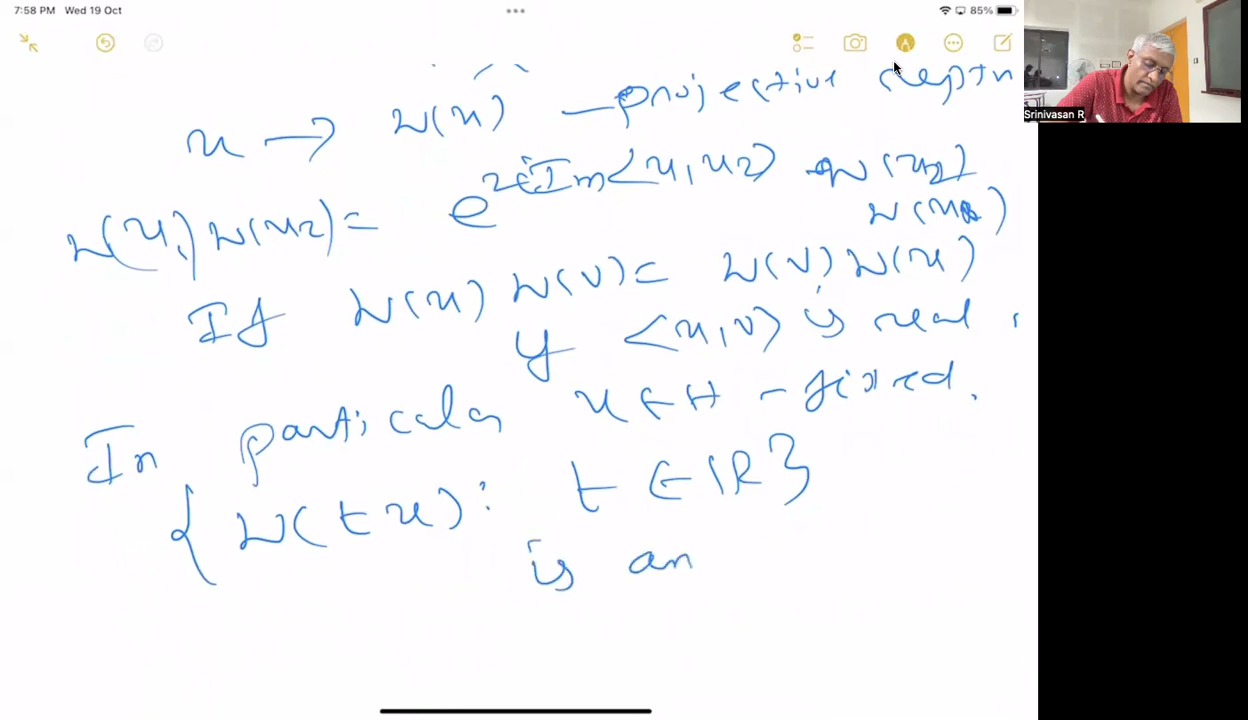 7:58 PM Wed 19 Oct
85%
u → W(u) - projective
W(u₁) W(u₂) = e^{2i Im<u₁, u₂>} W(u₂) W(u₁)
If W(u) W(v) = W(v) W(u)
if <u, v> is real.
In particular u ∈ H - fixed.
{ W(tu) : t ∈ ℝ }
is an
Srinivasan R